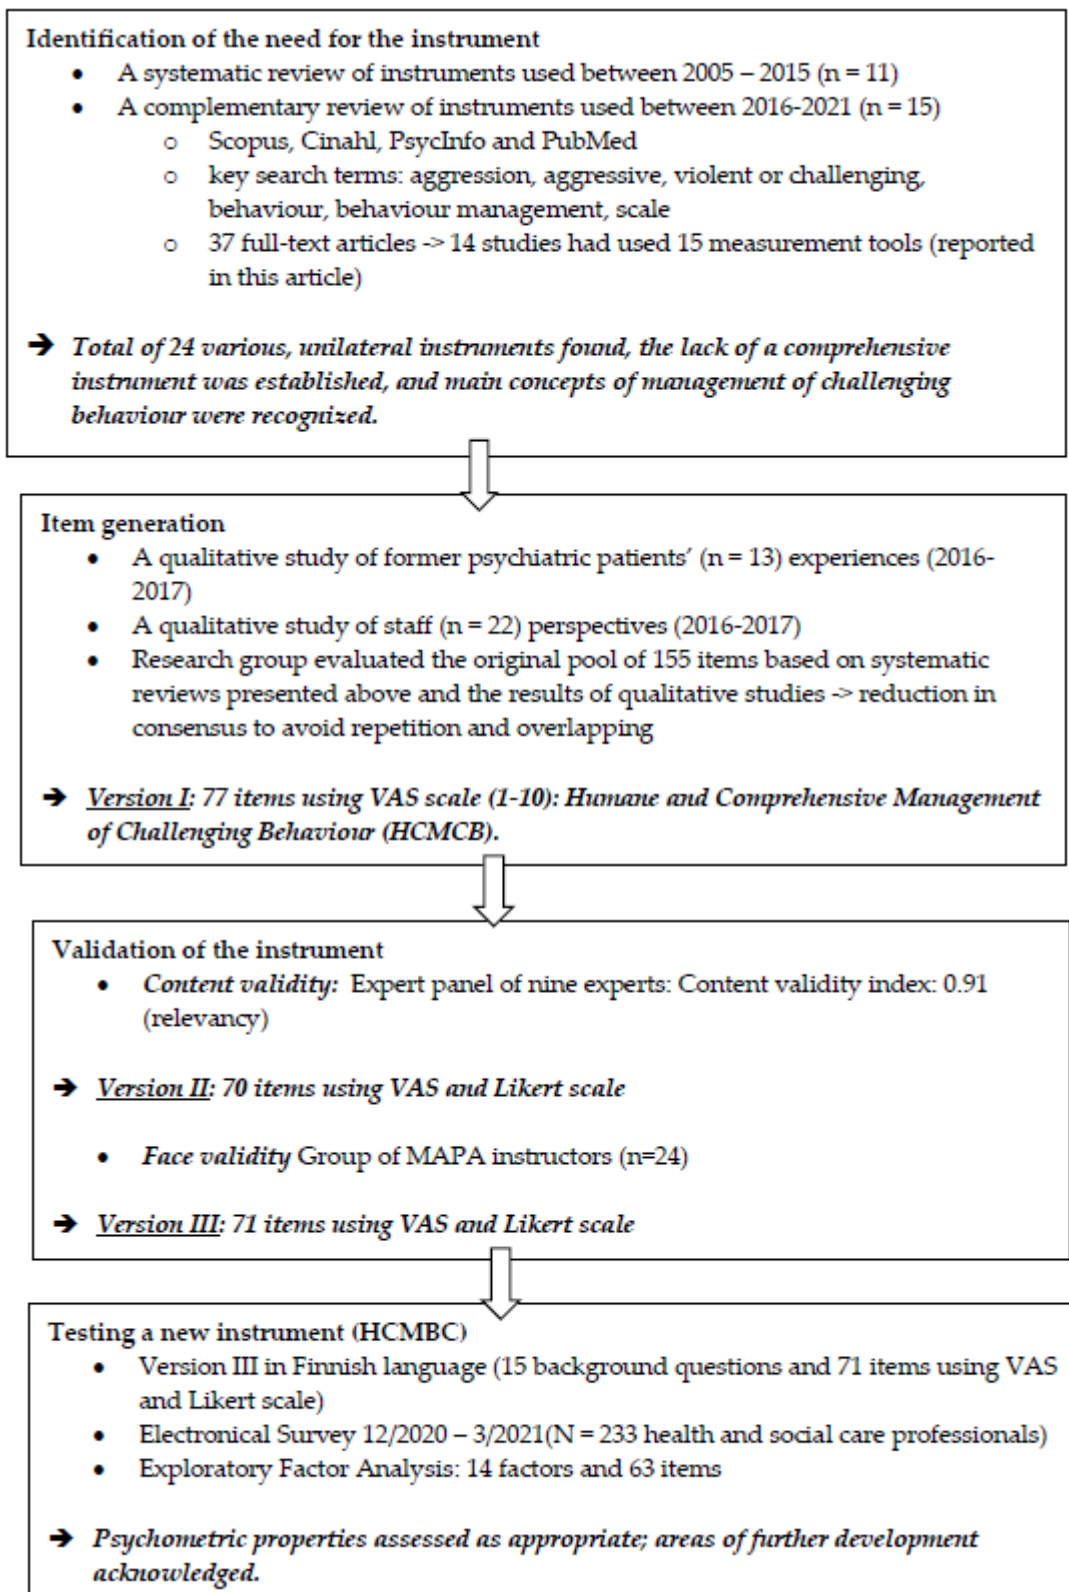 Identification of the need for the instrument
• A systematic review of instruments used between 2005 – 2015 (n = 11)
• A complementary review of instruments used between 2016-2021 (n = 15)
o Scopus, Cinahl, PsycInfo and PubMed
o key search terms: aggression, aggressive, violent or challenging,
behaviour, behaviour management, scale
o 37 full-text articles -> 14 studies had used 15 measurement tools (reported
in this article)
➔ Total of 24 various, unilateral instruments found, the lack of a comprehensive
instrument was established, and main concepts of management of challenging
behaviour were recognized.
Item generation
• A qualitative study of former psychiatric patients’ (n = 13) experiences (2016-
2017)
• A qualitative study of staff (n = 22) perspectives (2016-2017)
• Research group evaluated the original pool of 155 items based on systematic
reviews presented above and the results of qualitative studies -> reduction in
consensus to avoid repetition and overlapping
➔ Version I: 77 items using VAS scale (1-10): Humane and Comprehensive Management
of Challenging Behaviour (HCMCB).
Validation of the instrument
• Content validity: Expert panel of nine experts: Content validity index: 0.91
(relevancy)
➔ Version II: 70 items using VAS and Likert scale
• Face validity Group of MAPA instructors (n=24)
➔ Version III: 71 items using VAS and Likert scale
Testing a new instrument (HCMBC)
• Version III in Finnish language (15 background questions and 71 items using VAS
and Likert scale)
• Electronical Survey 12/2020 – 3/2021(N = 233 health and social care professionals)
• Exploratory Factor Analysis: 14 factors and 63 items
➔ Psychometric properties assessed as appropriate; areas of further development
acknowledged.